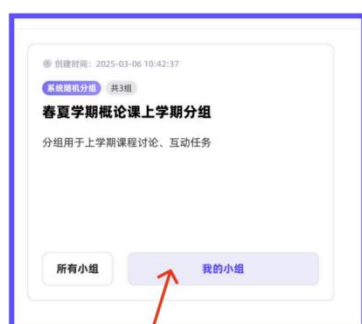 创建时间：2025-03-06 10:42:37
系统随机分组 共3组
春夏学期概论课上学期分组
分组用于上学期课程讨论、互动任务
所有小组 我的小组